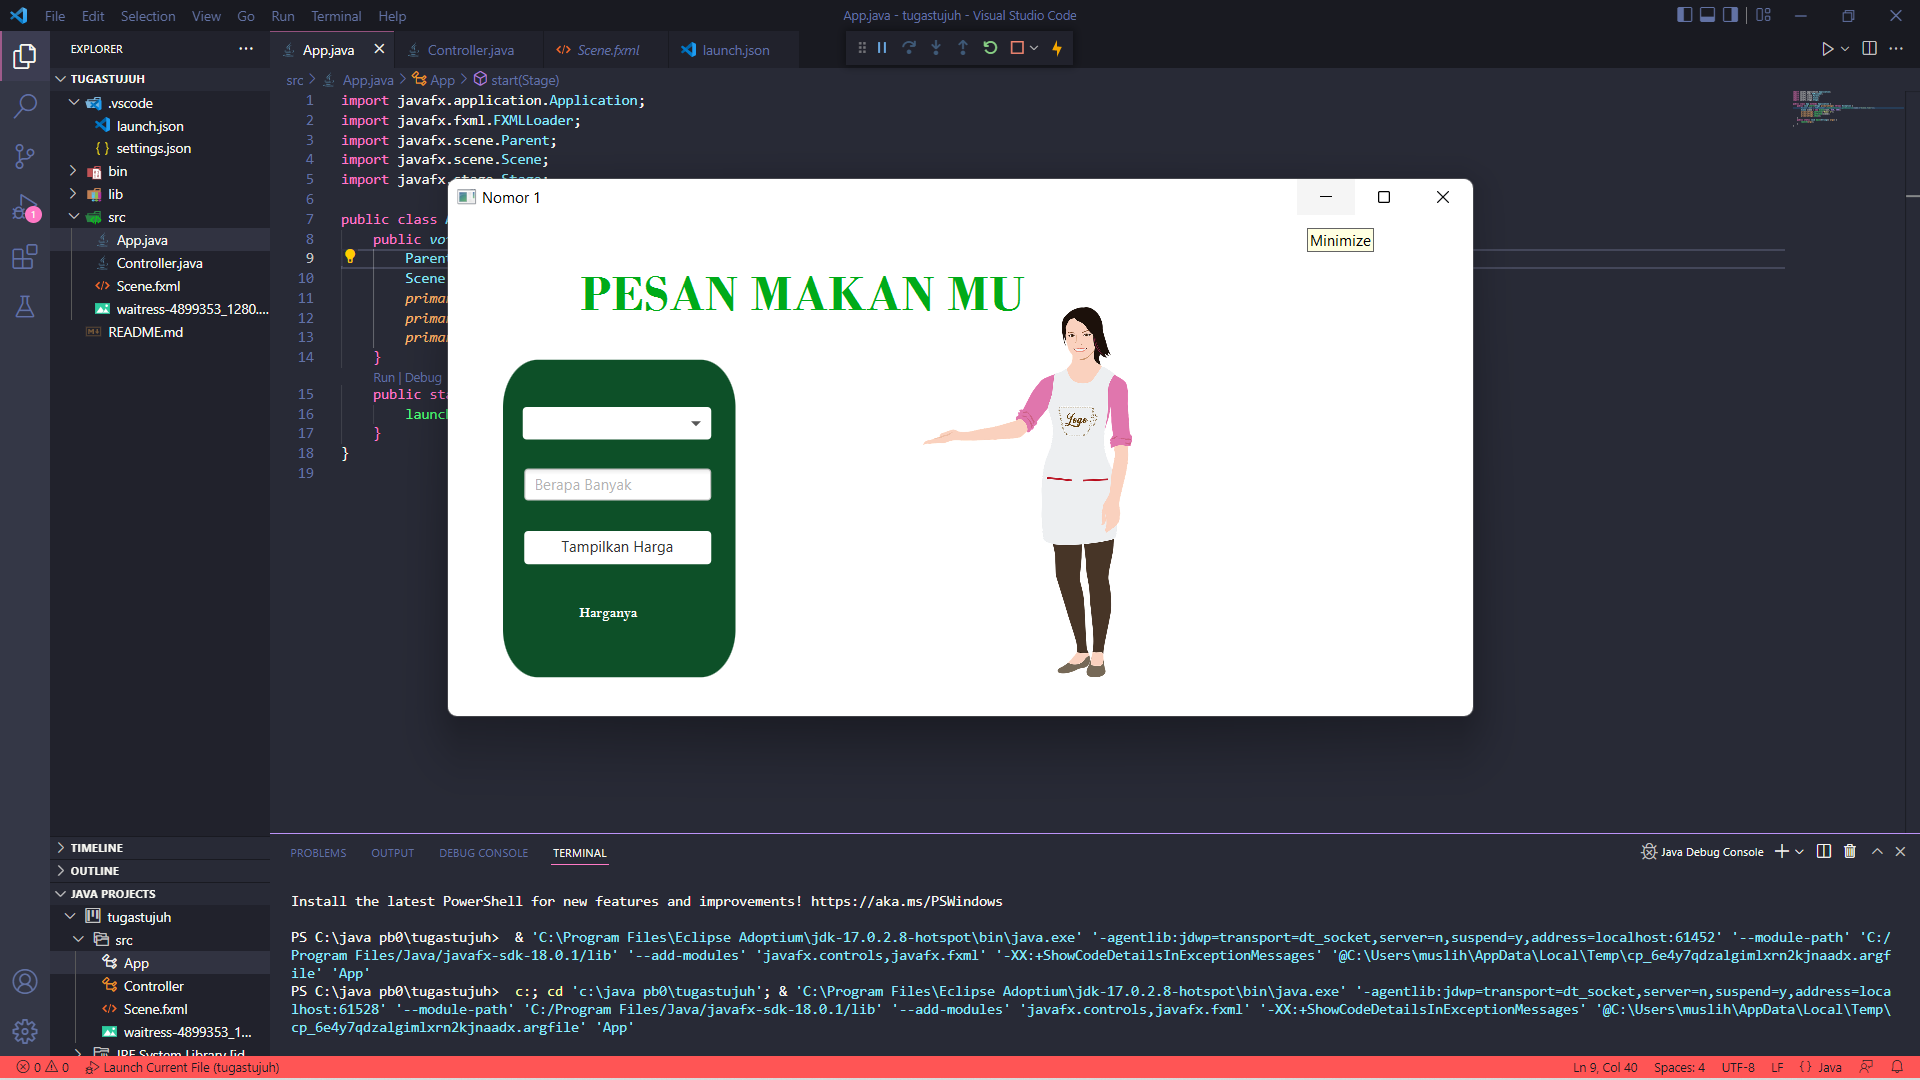 File Edit Selection View Go Run Terminal Help
App.java - tugastujuh - Visual Studio Code
EXPLORER
App.java
Controller.java
Scene.fxml
launch.json
TUGASTUJUH
.vscode
launch.json
{ } settings.json
bin
lib
src
App.java
Controller.java
Scene.fxml
waitress-4899353_1280....
README.md
1
src > App.java > App > start(Stage)
1 import javafx.application.Application;
2 import javafx.fxml.FXMLLoader;
3 import javafx.scene.Parent;
4 import javafx.scene.Scene;
5 import javafx.stage.Stage;
6
7 public class
8 public vo
9 Paren
10 Scene
11 prima
12 prima
13 prima
14 }
Run | Debug
15 public sta
16 launc
17 }
18 }
19
Nomor 1
Minimize
PESAN MAKAN MU
Berapa Banyak
Tampilkan Harga
Harganya
Logo
TIMELINE
OUTLINE
JAVA PROJECTS
tugastujuh
src
App
Controller
Scene.fxml
waitress-4899353_1...
JRE System Library [jd
PROBLEMS OUTPUT DEBUG CONSOLE TERMINAL
Java Debug Console
Install the latest PowerShell for new features and improvements! https://aka.ms/PSWindows
PS C:\java pb0\tugastujuh>  & 'C:\Program Files\Eclipse Adoptium\jdk-17.0.2.8-hotspot\bin\java.exe' '-agentlib:jdwp=transport=dt_socket,server=n,suspend=y,address=localhost:61452' '--module-path' 'C:/
Program Files/Java/javafx-sdk-18.0.1/lib' '--add-modules' 'javafx.controls,javafx.fxml' '-XX:+ShowCodeDetailsInExceptionMessages' '@C:\Users\muslih\AppData\Local\Temp\cp_6e4y7qdzalgimlxrn2kjnaadx.argf
ile' 'App'
PS C:\java pb0\tugastujuh>  c:; cd 'c:\java pb0\tugastujuh'; & 'C:\Program Files\Eclipse Adoptium\jdk-17.0.2.8-hotspot\bin\java.exe' '-agentlib:jdwp=transport=dt_socket,server=n,suspend=y,address=loca
lhost:61528' '--module-path' 'C:/Program Files/Java/javafx-sdk-18.0.1/lib' '--add-modules' 'javafx.controls,javafx.fxml' '-XX:+ShowCodeDetailsInExceptionMessages' '@C:\Users\muslih\AppData\Local\Temp\
cp_6e4y7qdzalgimlxrn2kjnaadx.argfile' 'App'
0 0 Launch Current File (tugastujuh)
Ln 9, Col 40 Spaces: 4 UTF-8 LF { } Java